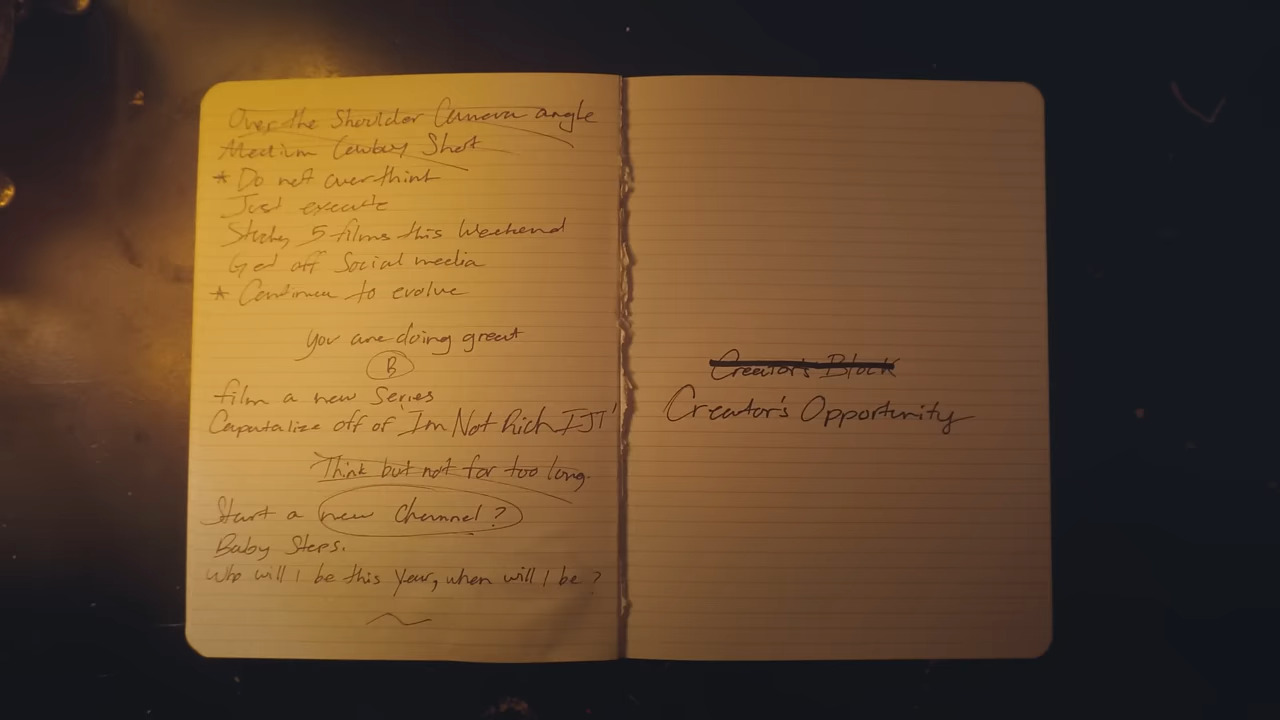 Over the Shoulder Camera angle
Medium Cowboy Shot
* Do not overthink
Just execute
Study 5 films this Weekend
Get off Social media
* Continue to evolve
you are doing great
B
film a new Series
Caputalize off of 'Im Not Rich IJT'
Think but not for too long.
Start a new Channel?
Baby Steps.
Who will I be this Year, when will I be?
Creator's Block
Creator's Opportunity